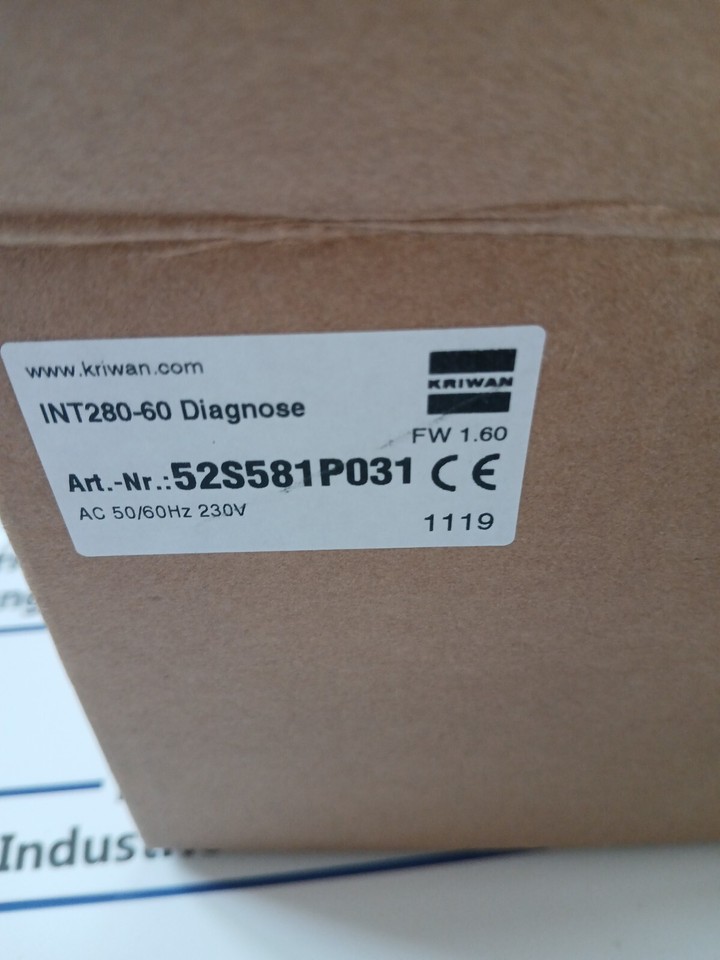 www.kriwan.com
KRIWAN
INT280-60 Diagnose
FW 1.60
Art.-Nr.:52S581P031 CE
AC 50/60Hz 230V
1119